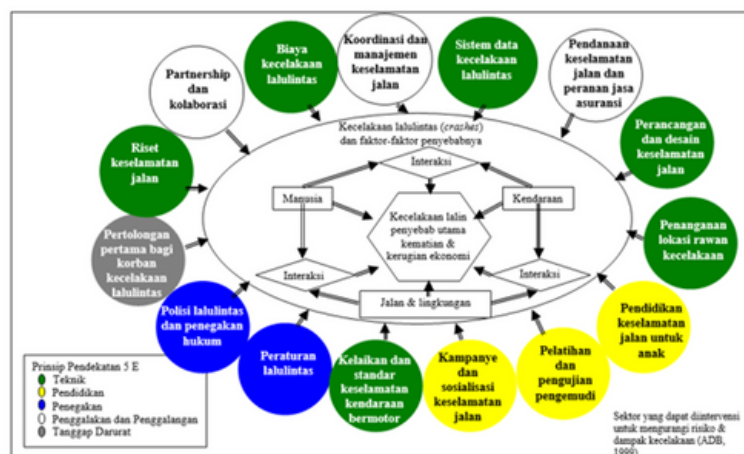 Koordinasi dan
manajemen
keselamatan
jalan
Biaya
kecelakaan
lalulintas
Sistem data
kecelakaan
lalulintas
Partnership
dan
kolaborasi
Pendanaan
keselamatan
jalan dan
peranan jasa
asuransi
Kecelakaan lalulintas (crashes)
dan faktor-faktor penyebabnya
Riset
keselamatan
jalan
Perancangan
dan desain
keselamatan
jalan
Interaksi
Manusia
Kendaraan
Kecelakaan lalin
penyebab utama
kematian &
kerugian ekonomi
Pertolongan
pertama bagi
korban
kecelakaan
lalulintas
Penanganan
lokasi rawan
kecelakaan
Interaksi
Interaksi
Jalan & lingkungan
Polisi lalulintas
dan penegakan
hukum
Peraturan
lalulintas
Kelaikan dan
standar
keselamatan
kendaraan
bermotor
Kampanye
dan
sosialisasi
keselamatan
jalan
Pelatihan
dan
pengujian
pengemudi
Pendidikan
keselamatan
jalan untuk
anak
Prinsip Pendekatan 5 E
Teknik
Pendidikan
Penegakan
Penggalakan dan Penggalangan
Tanggap Darurat
Sektor yang dapat diintervensi
untuk mengurangi risiko &
dampak kecelakaan (ADB,
1999)